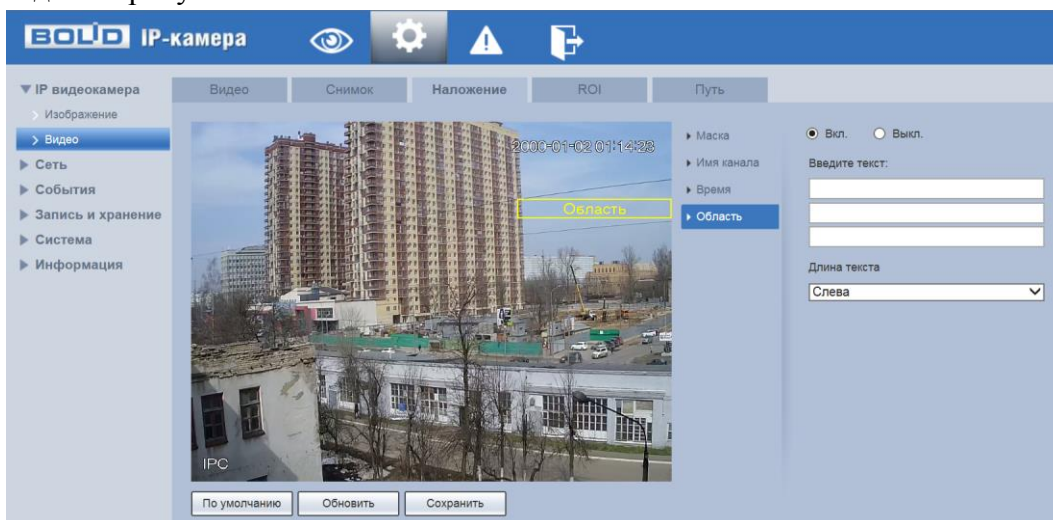 BOLID IP-камера
IP видеокамера
Изображение
Видео
Сеть
События
Запись и хранение
Система
Информация
Видео Снимок Наложение ROI Путь
2000-01-02 01:14:23
Область
IPC
Маска
Имя канала
Время
Область
Вкл. Выкл.
Введите текст:
Длина текста
Слева
По умолчанию Обновить Сохранить